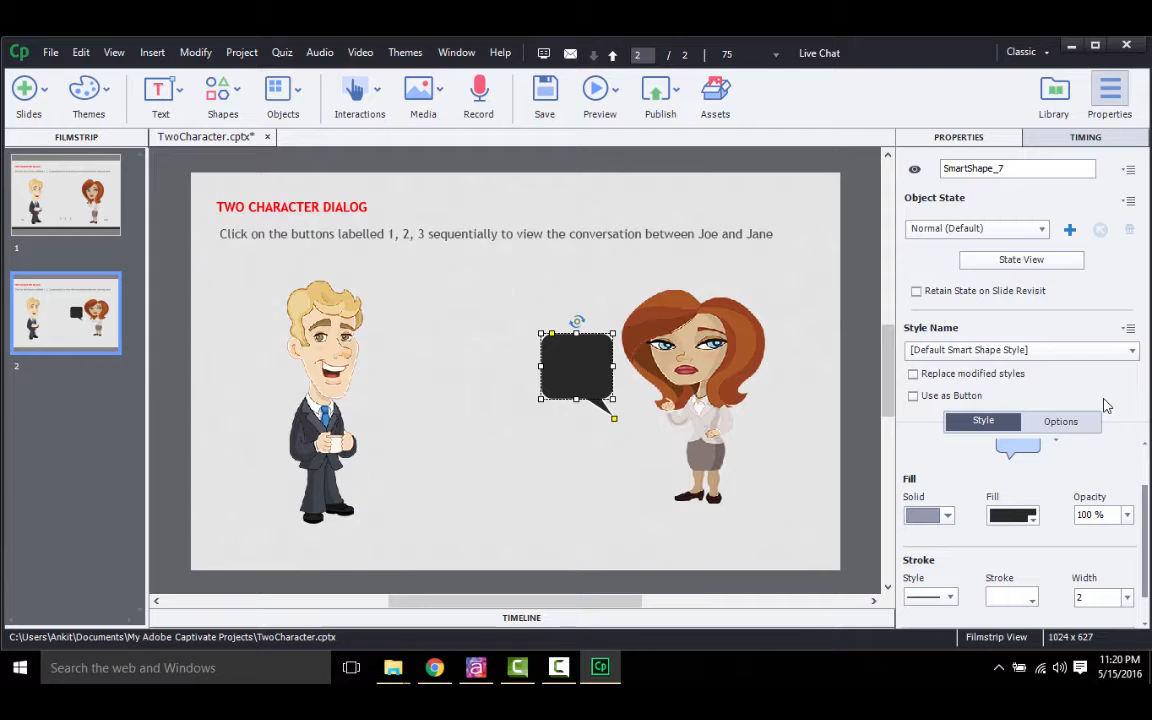 Cp File Edit View Insert Modify Project Quiz Audio Video Themes Window Help 2 / 2 75 Live Chat Classic
Slides Themes Text Shapes Objects Interactions Media Record Save Preview Publish Assets Library Properties
FILMSTRIP TwoCharacter.cptx* × PROPERTIES TIMING
SmartShape_7
Object State
Normal (Default)
State View
Retain State on Slide Revisit
Style Name
[Default Smart Shape Style]
Replace modified styles
Use as Button
Style Options
Fill
Solid Fill Opacity
100 %
Stroke
Style Stroke Width
2
1
2
TWO CHARACTER DIALOG
Click on the buttons labelled 1, 2, 3 sequentially to view the conversation between Joe and Jane
TIMELINE
C:\Users\Ankit\Documents\My Adobe Captivate Projects\TwoCharacter.cptx Filmstrip View 1024 x 627
Search the web and Windows
Cp
11:20 PM
5/15/2016